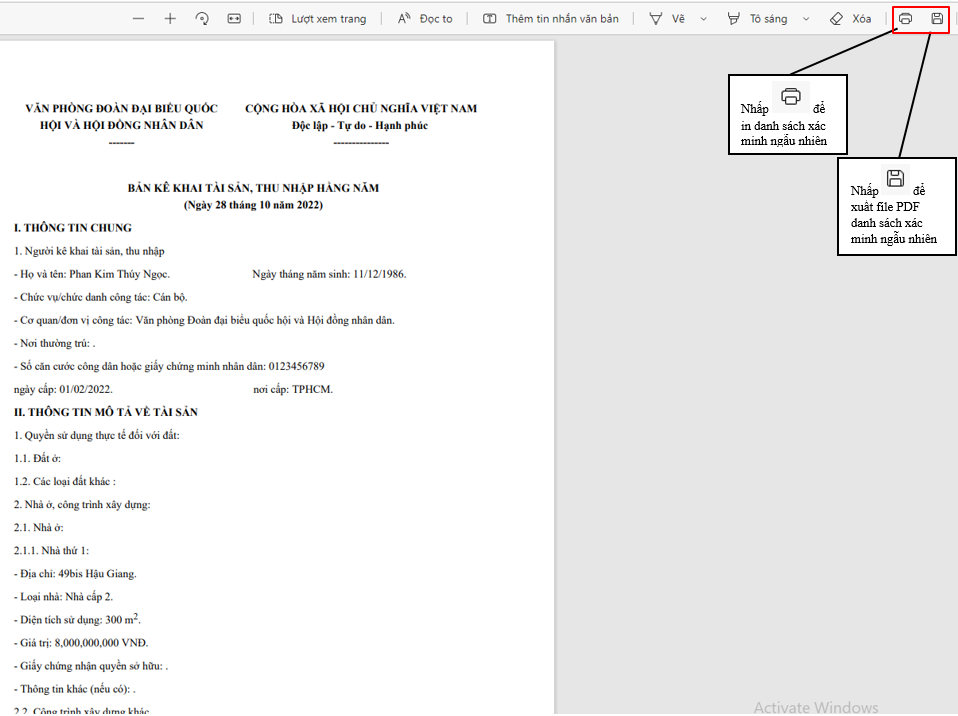 Lượt xem trang
Đọc to
Thêm tin nhắn văn bản
Vẽ
Tô sáng
Xóa
Nhấp để
in danh sách xác
minh ngẫu nhiên
Nhấp để
xuất file PDF
danh sách xác
minh ngẫu nhiên
VĂN PHÒNG ĐOÀN ĐẠI BIỂU QUỐC
HỘI VÀ HỘI ĐỒNG NHÂN DÂN
-------
CỘNG HÒA XÃ HỘI CHỦ NGHĨA VIỆT NAM
Độc lập - Tự do - Hạnh phúc
---------------
BẢN KÊ KHAI TÀI SẢN, THU NHẬP HẰNG NĂM
(Ngày 28 tháng 10 năm 2022)
I. THÔNG TIN CHUNG
1. Người kê khai tài sản, thu nhập
- Họ và tên: Phan Kim Thúy Ngọc. Ngày tháng năm sinh: 11/12/1986.
- Chức vụ/chức danh công tác: Cán bộ.
- Cơ quan/đơn vị công tác: Văn phòng Đoàn đại biểu quốc hội và Hội đồng nhân dân.
- Nơi thường trú: .
- Số căn cước công dân hoặc giấy chứng minh nhân dân: 0123456789
ngày cấp: 01/02/2022. nơi cấp: TPHCM.
II. THÔNG TIN MÔ TẢ VỀ TÀI SẢN
1. Quyền sử dụng thực tế đối với đất:
1.1. Đất ở:
1.2. Các loại đất khác :
2. Nhà ở, công trình xây dựng:
2.1. Nhà ở:
2.1.1. Nhà thứ 1:
- Địa chỉ: 49bis Hậu Giang.
- Loại nhà: Nhà cấp 2.
- Diện tích sử dụng: 300 m².
- Giá trị: 8,000,000,000 VNĐ.
- Giấy chứng nhận quyền sở hữu: .
- Thông tin khác (nếu có): .
2.2. Công trình xây dựng khác
Activate Windows